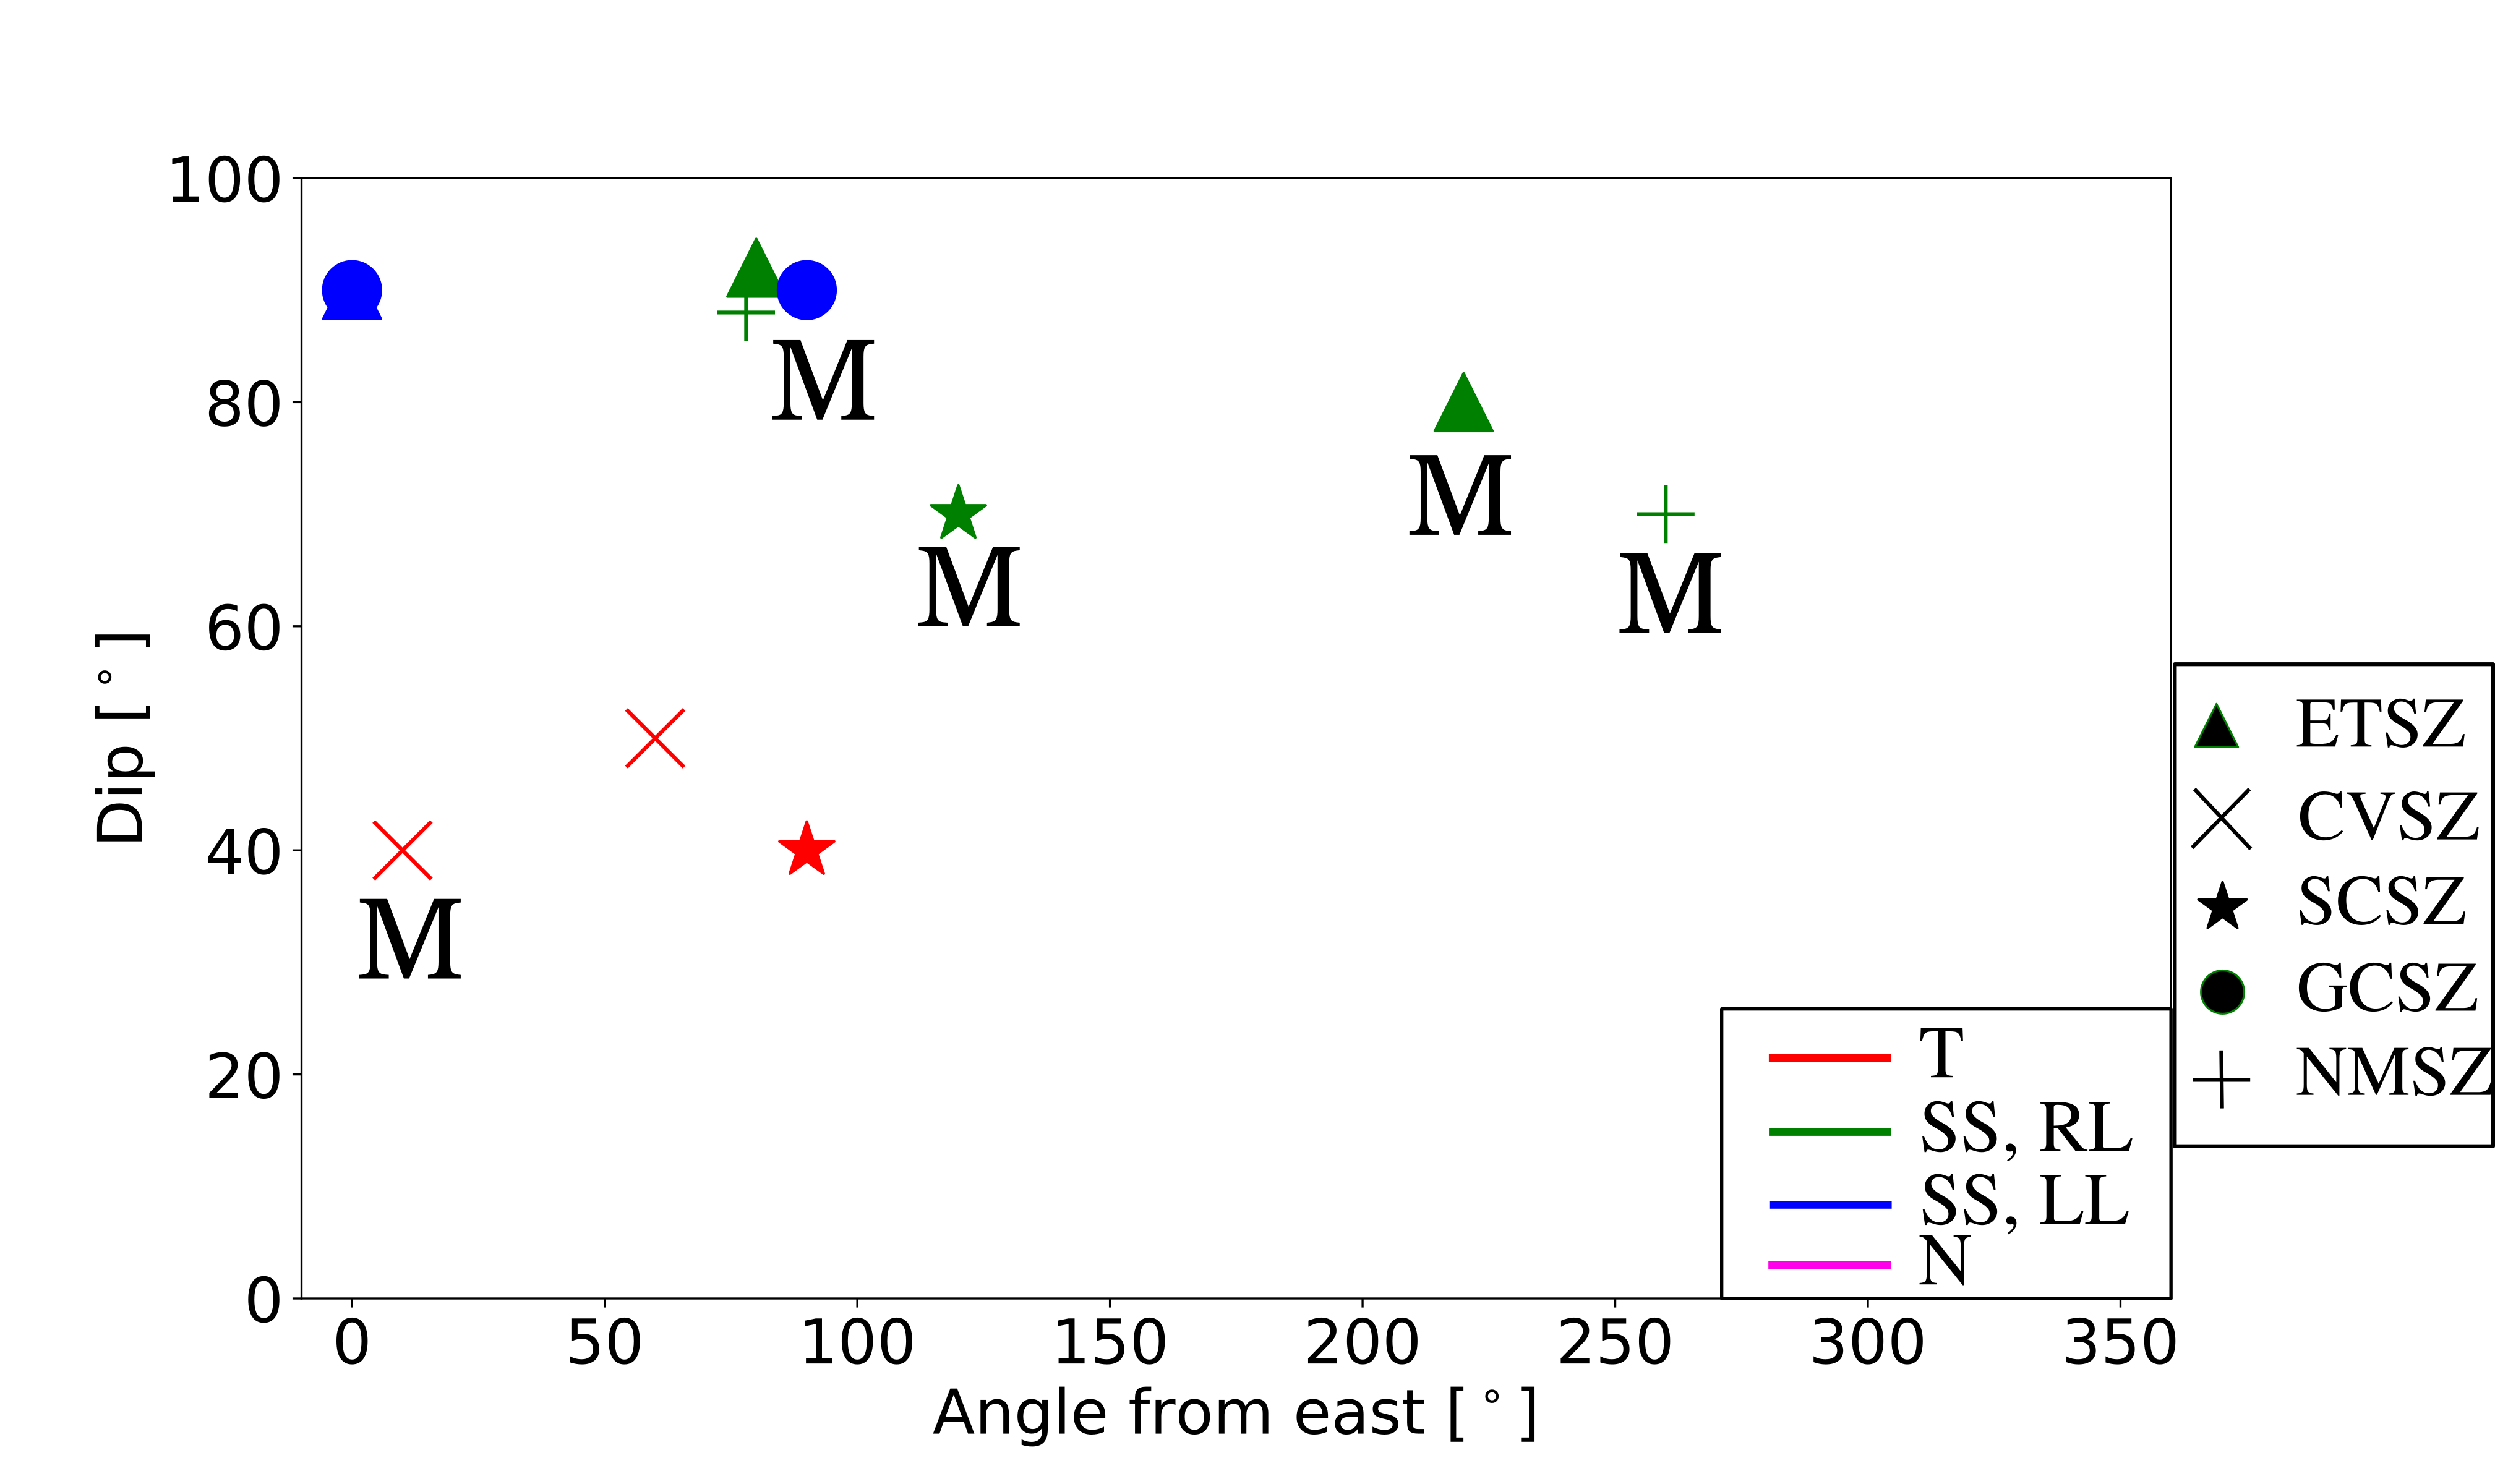 100
80
60
40
20
0
Dip [ ° ]
0 50 100 150 200 250 300 350
Angle from east [ ° ]
M
M
M
M
M
ETSZ
CVSZ
SCSZ
GCSZ
NMSZ
T
SS, RL
SS, LL
N